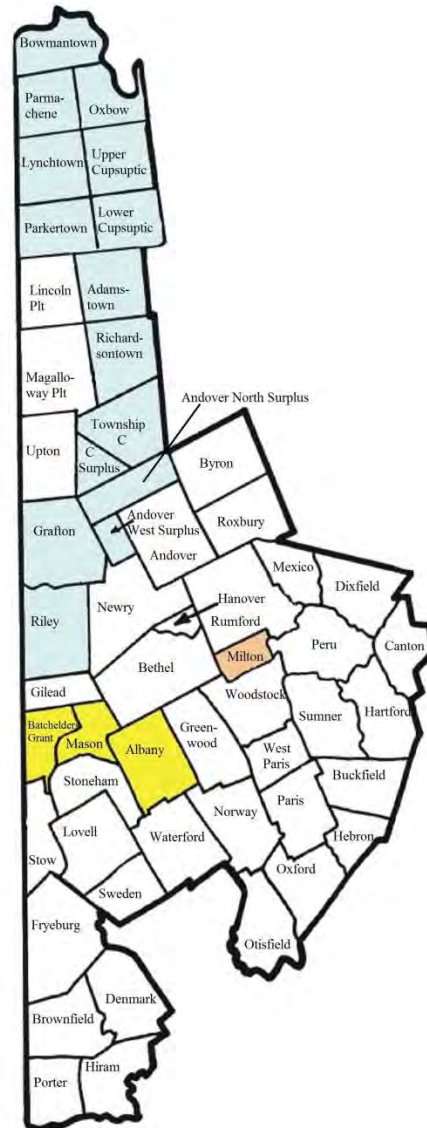 Bowmantown
Parma-
chene
Oxbow
Lynchtown
Upper
Cupsuptic
Parkertown
Lower
Cupsuptic
Lincoln
Plt
Adams-
town
Richard-
sontown
Magallo-
way Plt
Andover North Surplus
Township
C
Upton
C
Surplus
Byron
Andover
West Surplus
Grafton
Roxbury
Andover
Mexico
Dixfield
Newry
Hanover
Rumford
Riley
Peru
Canton
Bethel
Milton
Gilead
Woodstock
Hartford
Sumner
Batchelders
Grant
Mason
Albany
Green-
wood
West
Paris
Stoneham
Buckfield
Paris
Norway
Lovell
Waterford
Hebron
Stow
Oxford
Sweden
Fryeburg
Otisfield
Denmark
Brownfield
Hiram
Porter